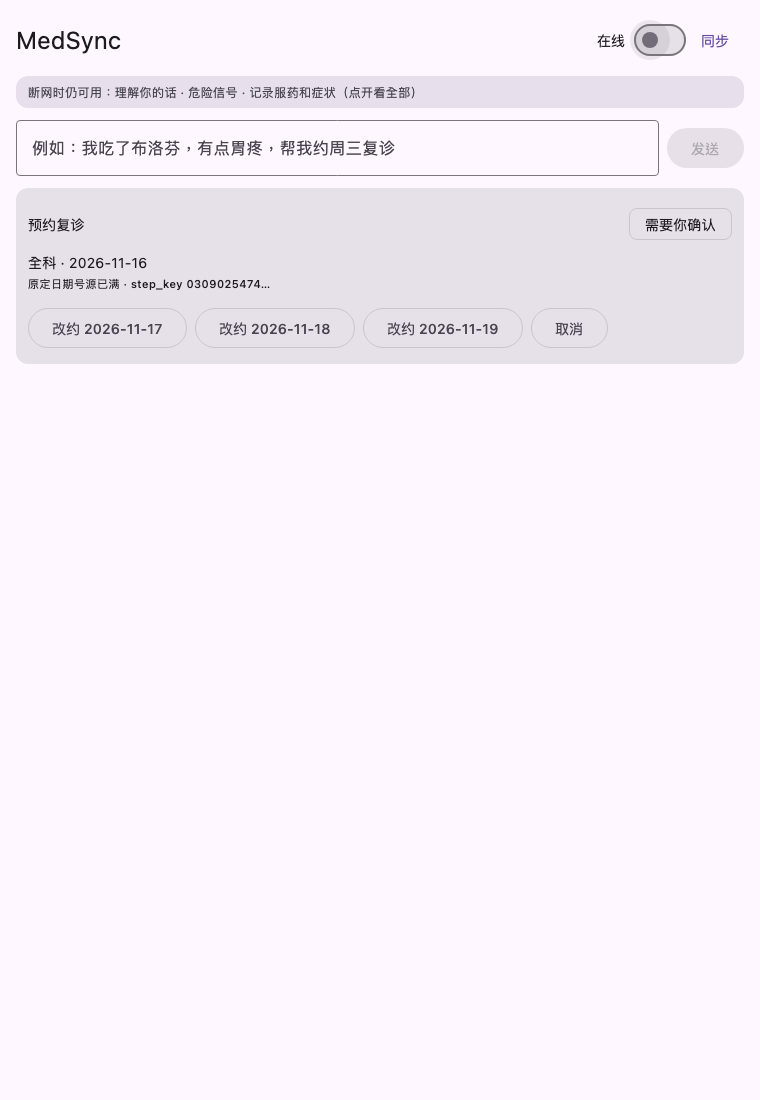 MedSync
在线
同步
断网时仍可用：理解你的话 · 危险信号 · 记录服药和症状（点开看全部）
例如：我吃了布洛芬，有点胃疼，帮我约周三复诊
发送
预约复诊
需要你确认
全科 · 2026-11-16
原定日期号源已满 · step_key 0309025474...
改约 2026-11-17
改约 2026-11-18
改约 2026-11-19
取消